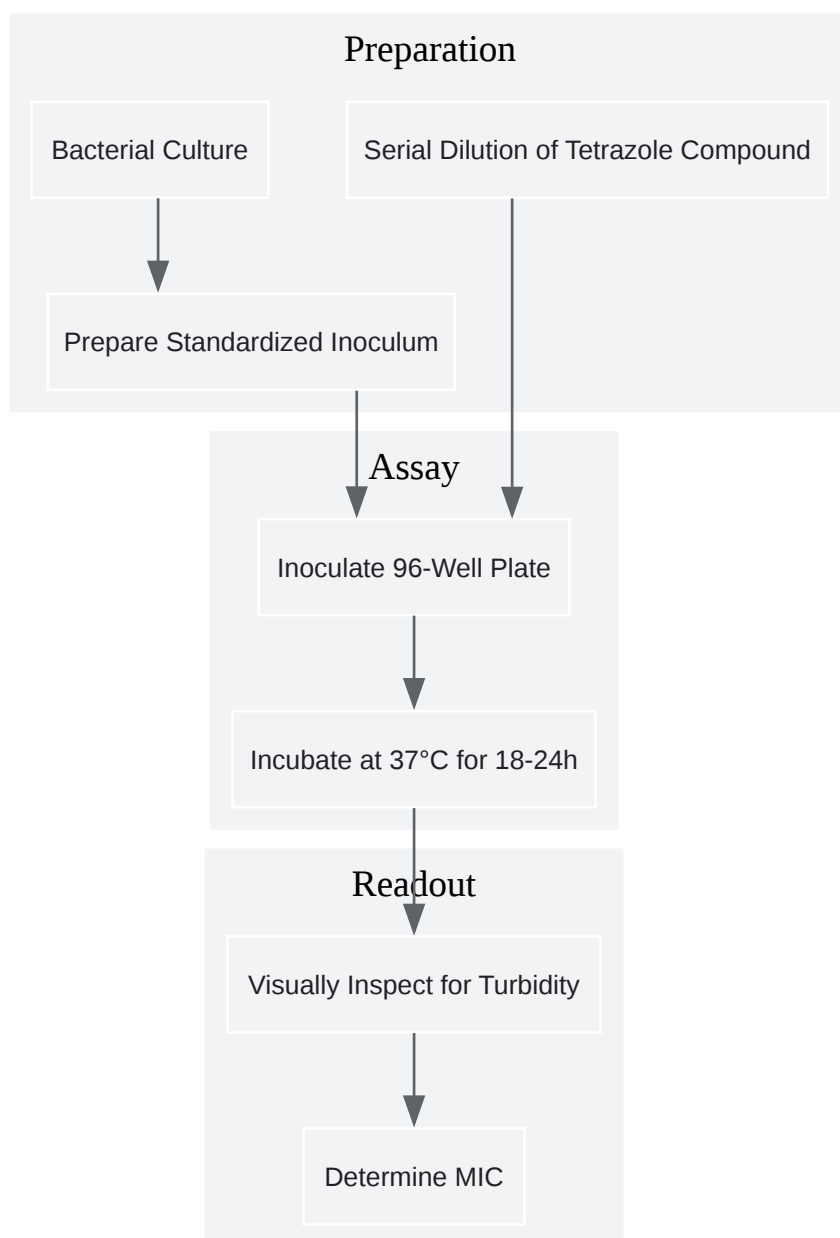 Preparation
Bacterial Culture
Serial Dilution of Tetrazole Compound
Prepare Standardized Inoculum
Assay
Inoculate 96-Well Plate
Incubate at 37°C for 18-24h
Readout
Visually Inspect for Turbidity
Determine MIC